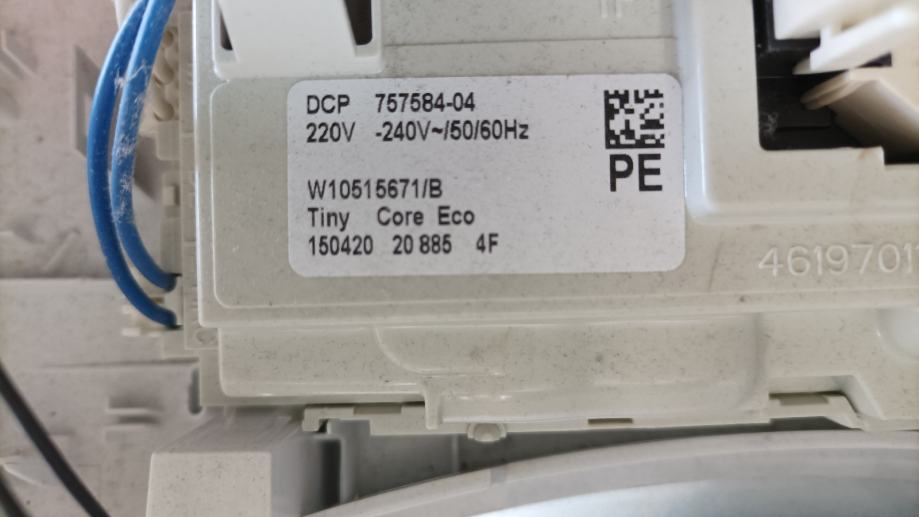 DCP 757584-04
220V -240V~/50/60Hz
PE
W10515671/B
Tiny Core Eco
150420 20 885 4F
4619701